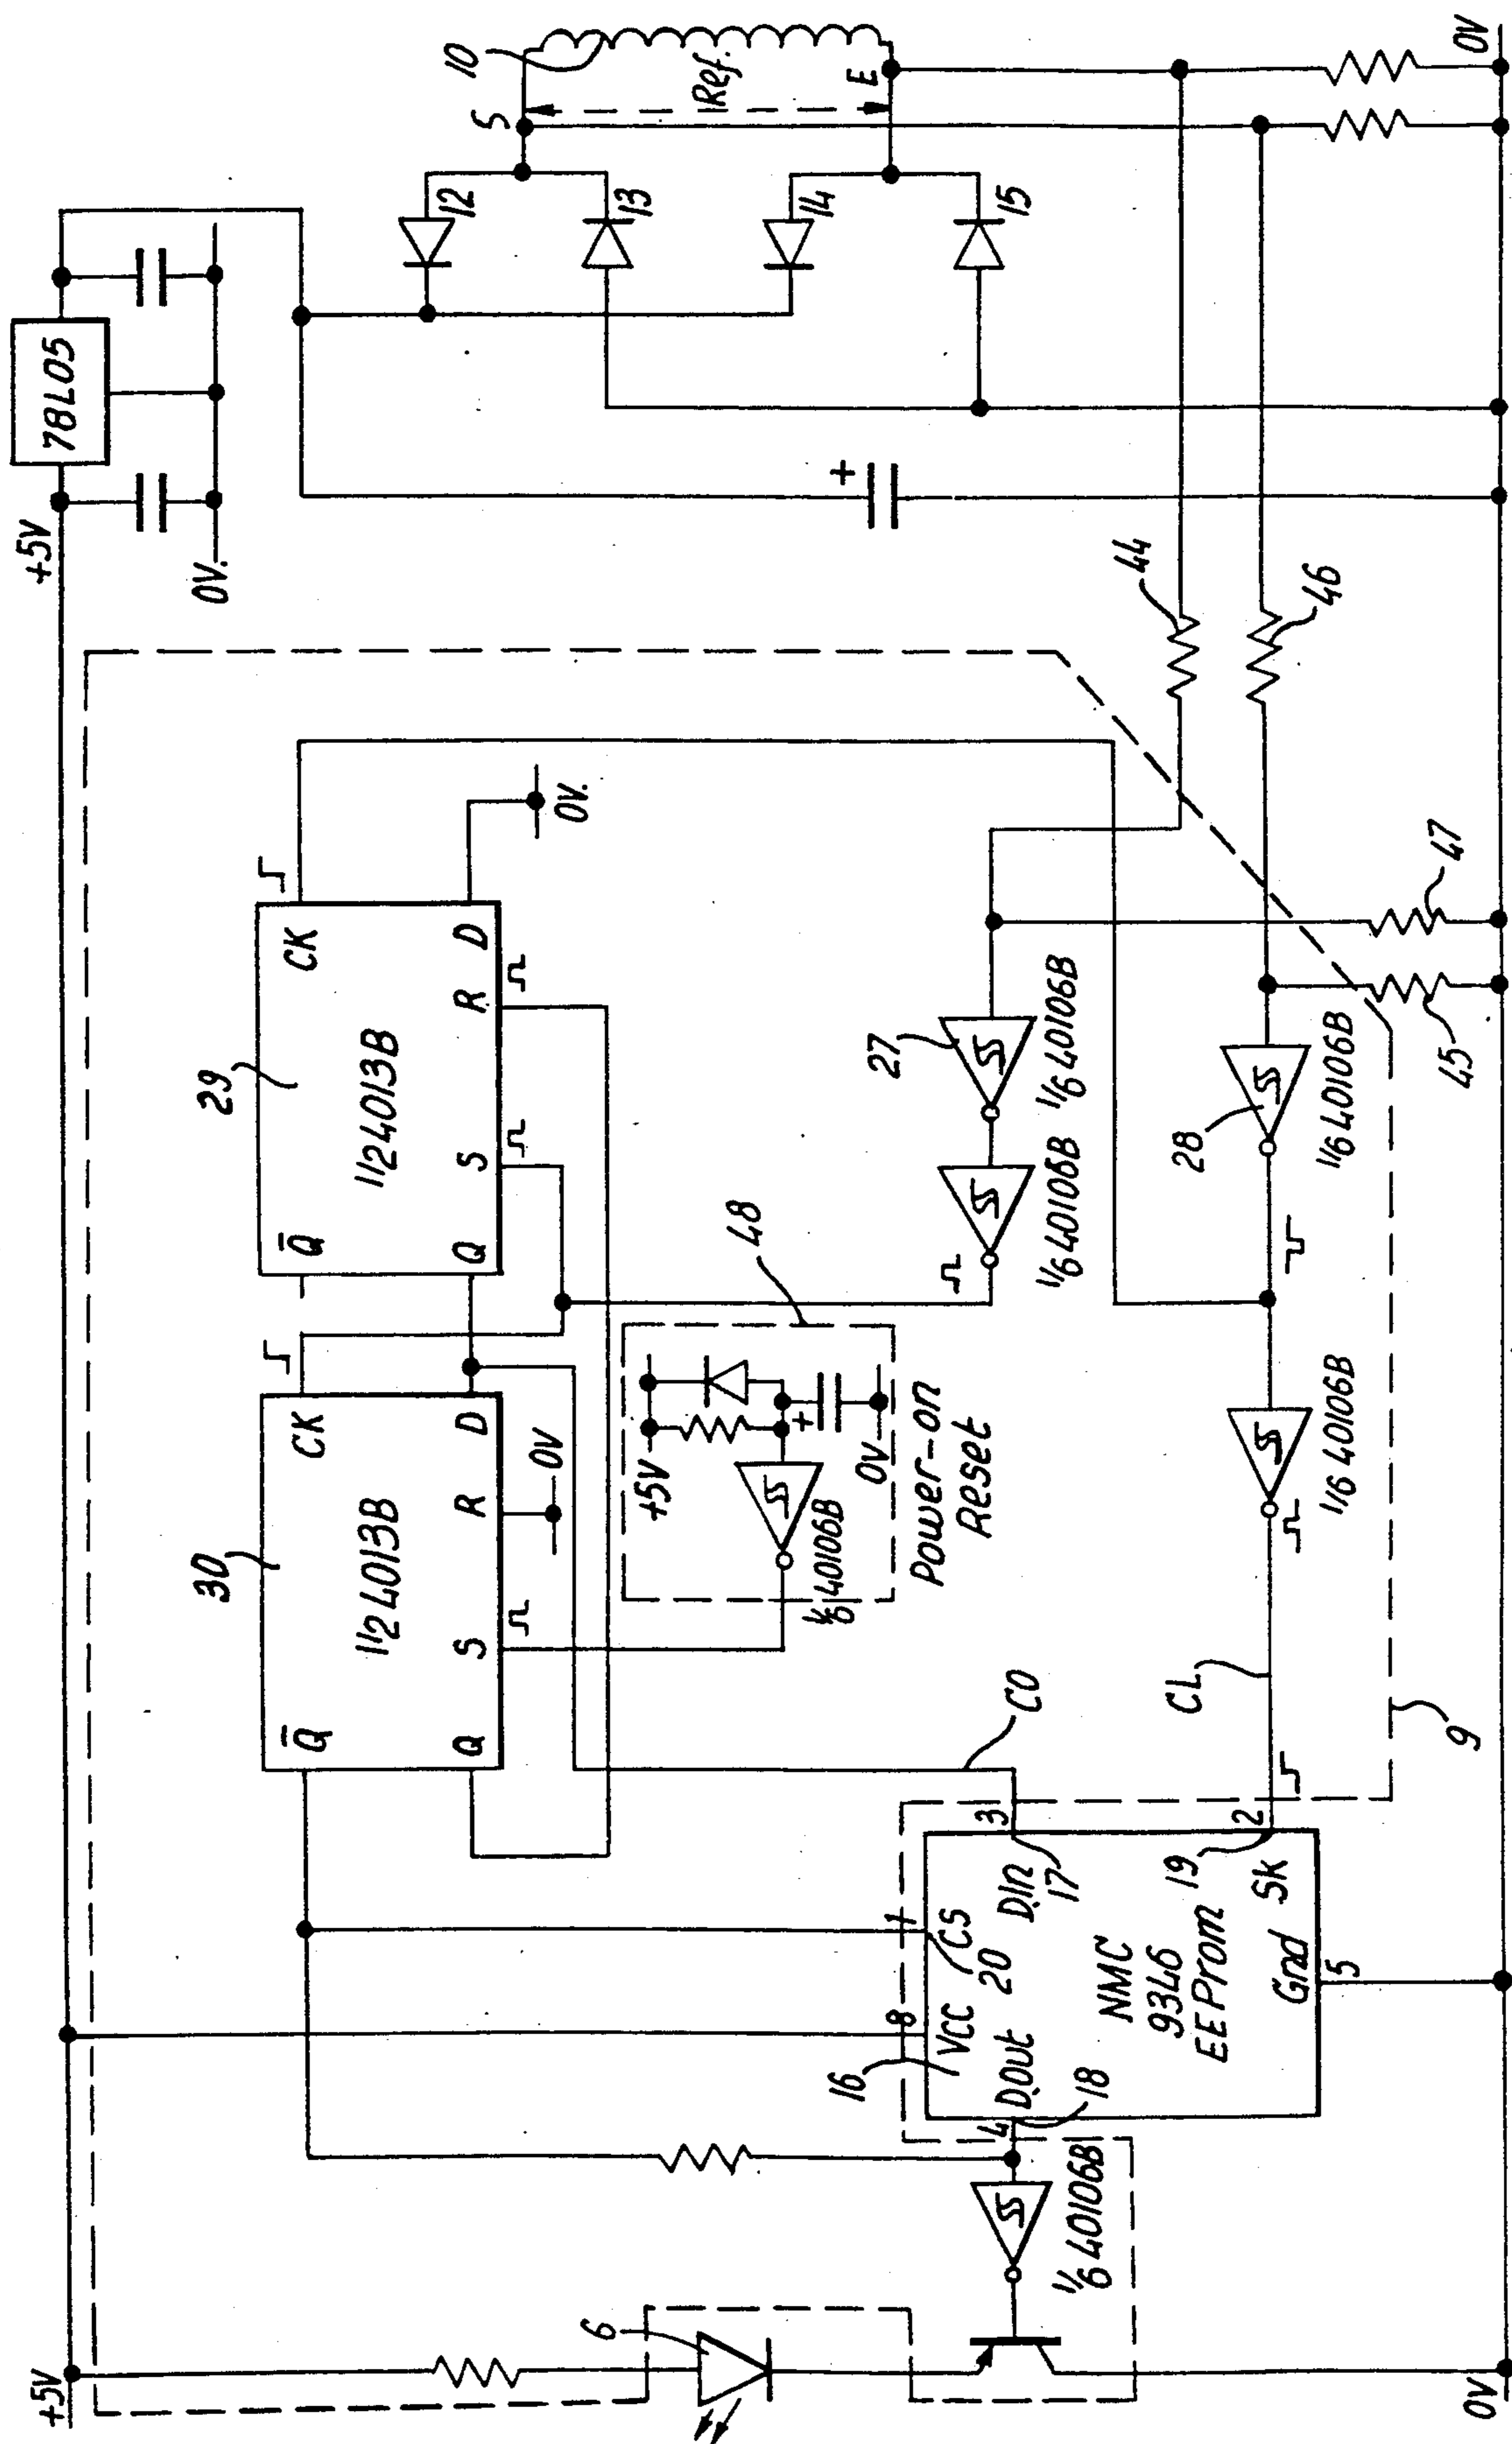 +5V
78L05
0V.
10
S
Ref.
E
12
13
14
15
0V
29
CK
D
R
1/2 4013B
S
Q̅
Q
0V.
44
46
47
45
27
1/6 40106B
1/6 40106B
28
1/6 40106B
1/6 40106B
30
CK
D
R
1/2 4013B
S
Q̅
Q
0V
48
+5V
0V
1/6 40106B
Power-on
Reset
CO
CL
9
16
8
VCC
1
CS
20
3
DIn
17
2
19
SK
NMC
9346
EEProm
Gnd
5
DOut
4
18
1/6 40106B
6
+5V
0V